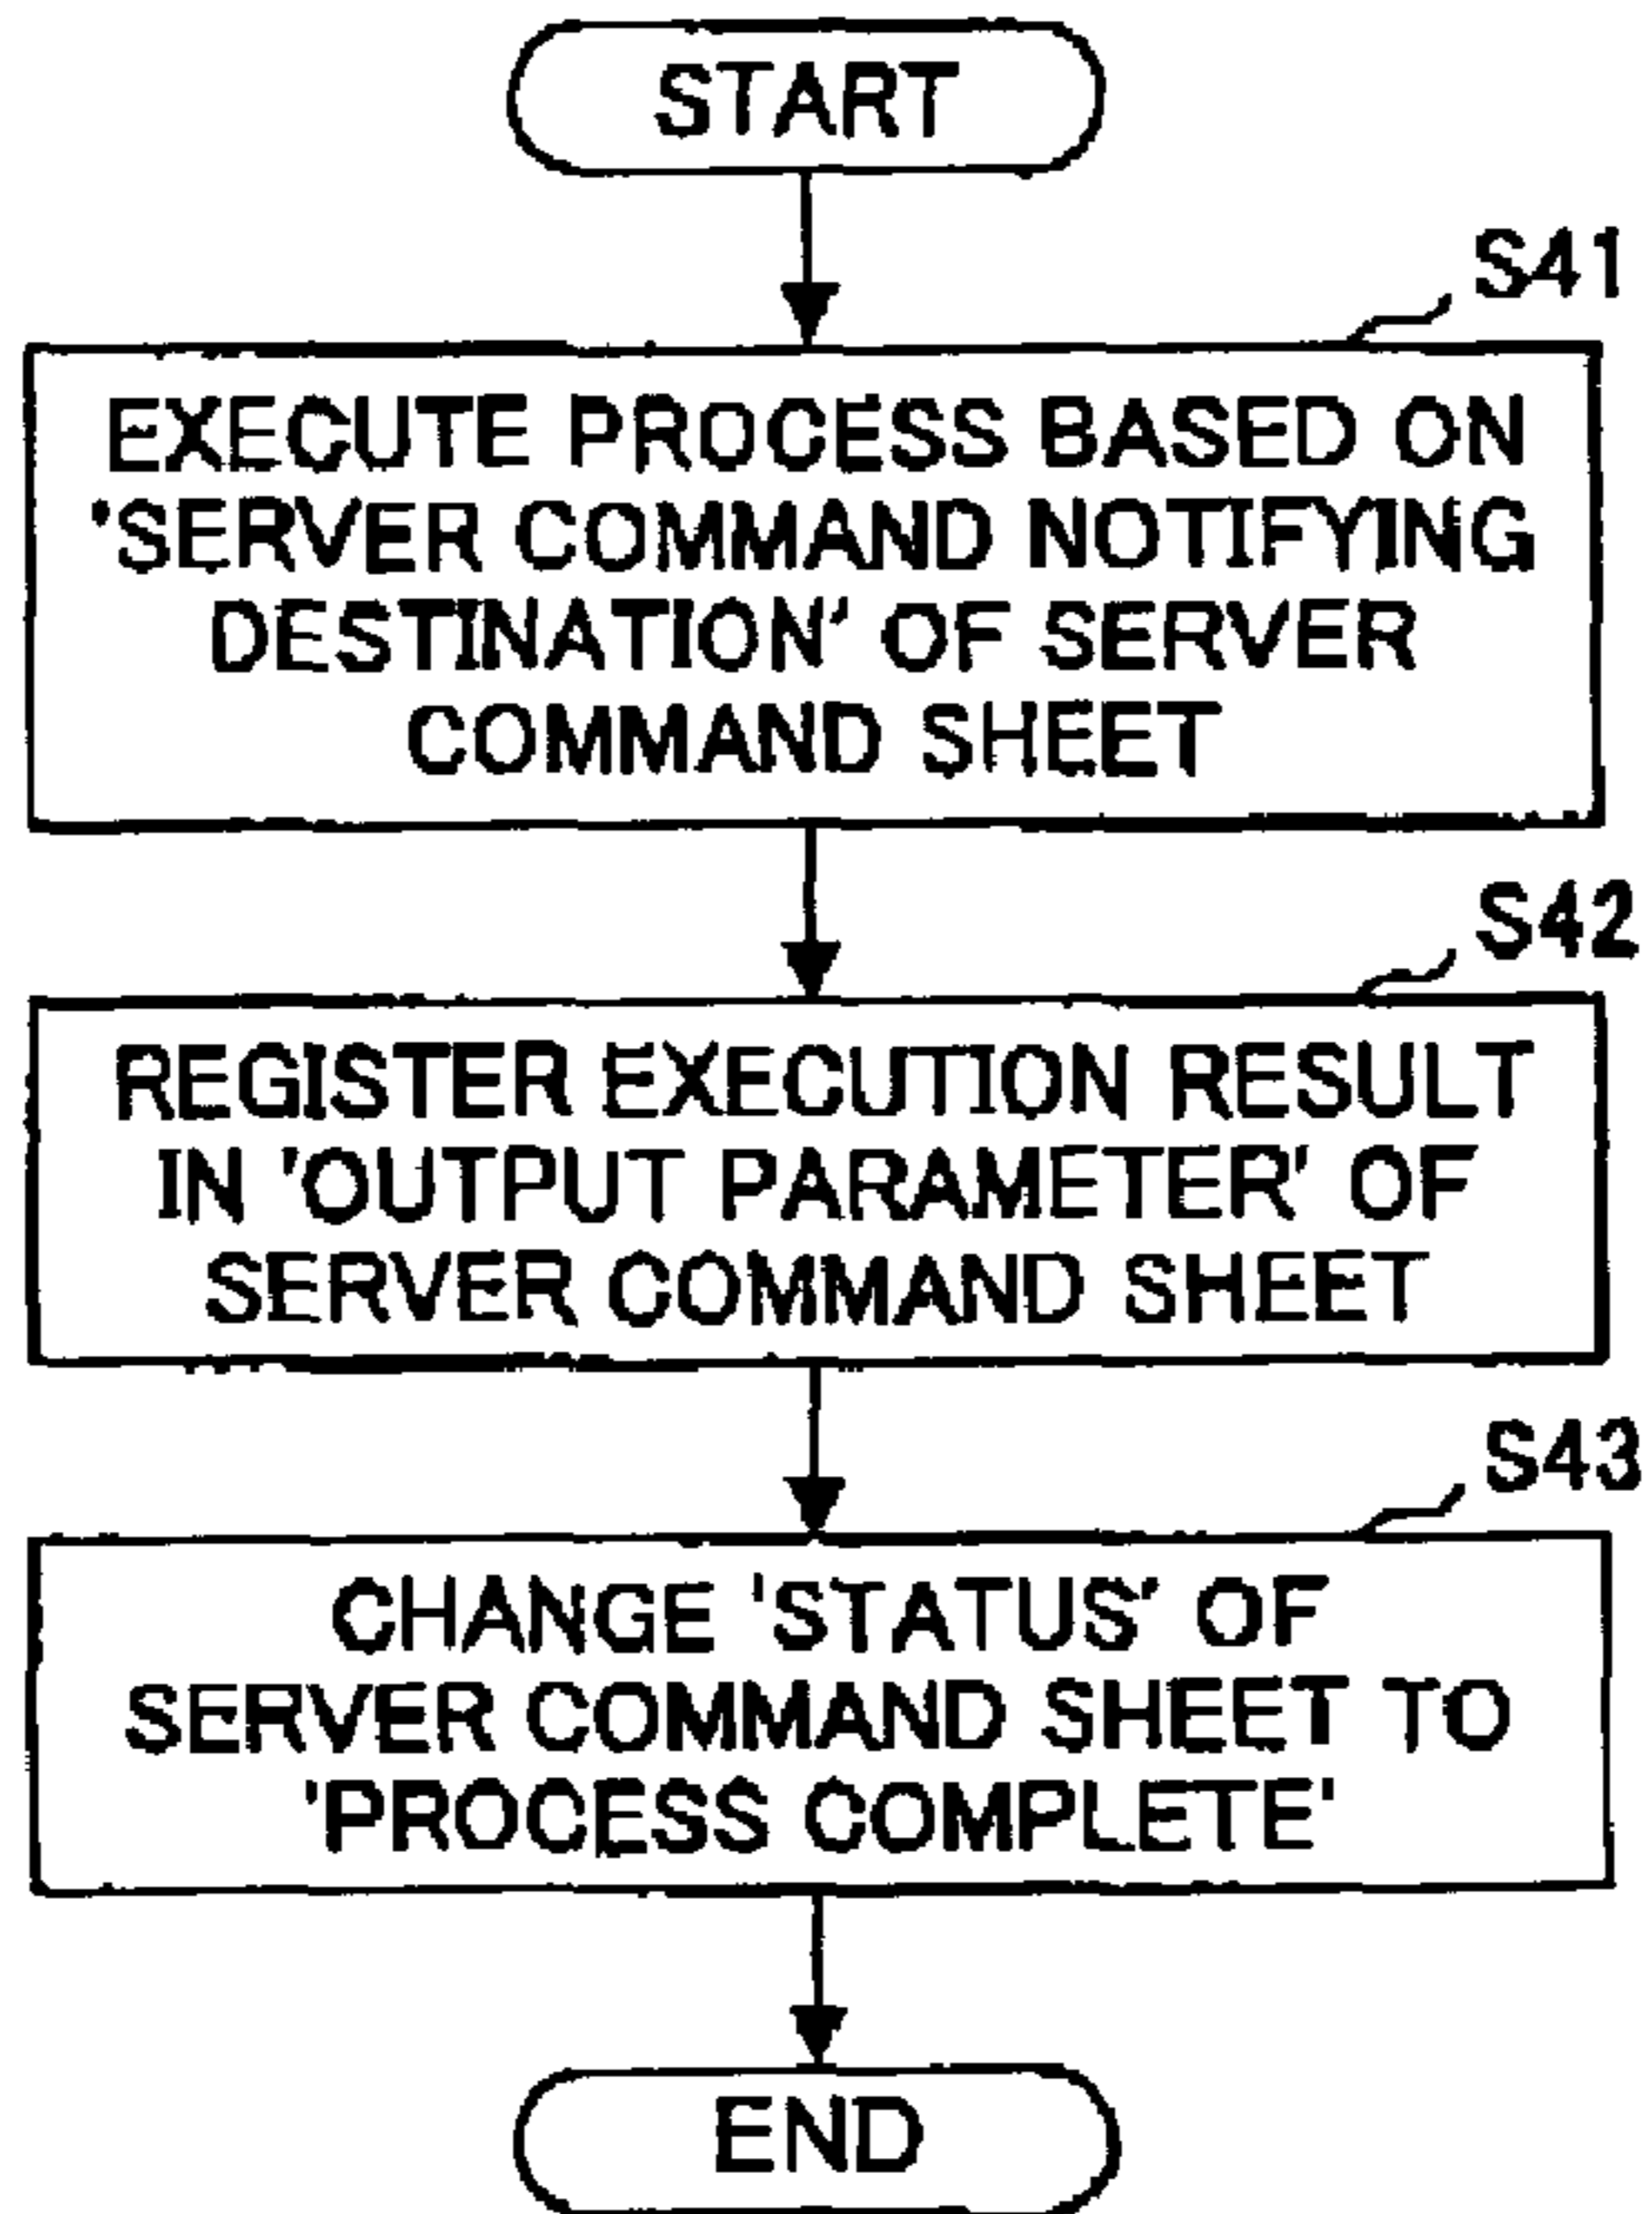 START
S41
EXECUTE PROCESS BASED ON
'SERVER COMMAND NOTIFYING
DESTINATION' OF SERVER
COMMAND SHEET
S42
REGISTER EXECUTION RESULT
IN 'OUTPUT PARAMETER' OF
SERVER COMMAND SHEET
S43
CHANGE 'STATUS' OF
SERVER COMMAND SHEET TO
'PROCESS COMPLETE'
END